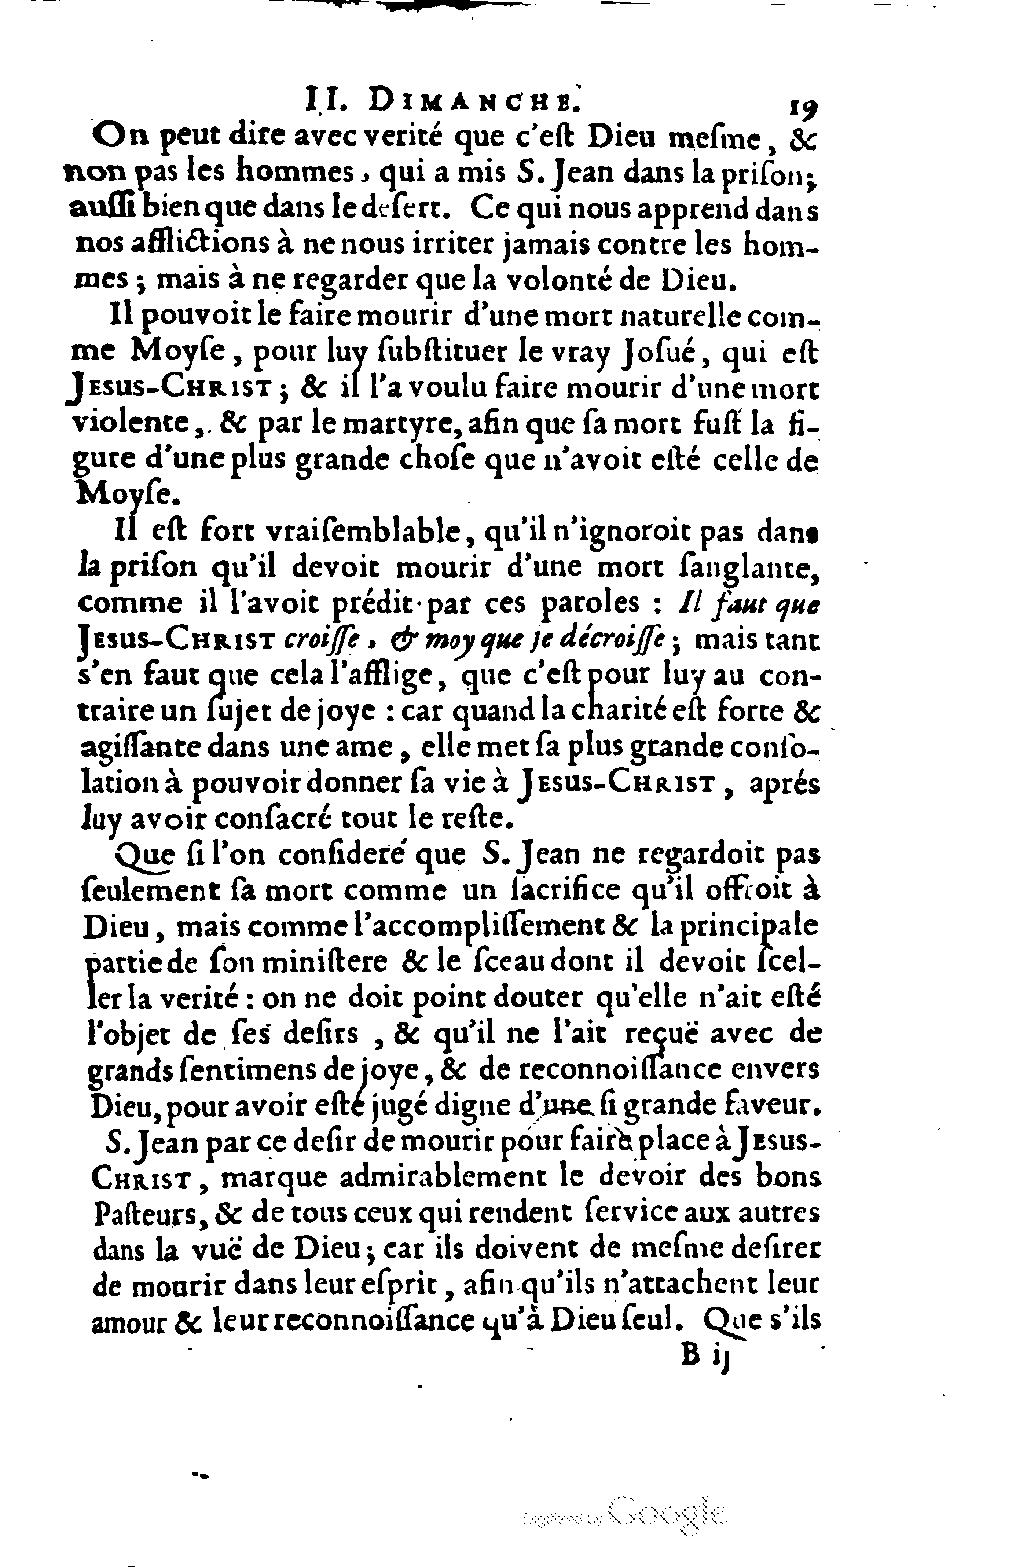 II. DIMANCHE. 19
On peut dire avec verité que c'eſt Dieu meſme, &
non pas les hommes, qui a mis S. Jean dans la priſon;
auſſi bien que dans le deſert. Ce qui nous apprend dans
nos afflictions à ne nous irriter jamais contre les hom-
mes; mais à ne regarder que la volonté de Dieu.
Il pouvoit le faire mourir d'une mort naturelle com-
me Moyſe, pour luy ſubſtituer le vray Joſué, qui eſt
JESUS-CHRIST; & il l'a voulu faire mourir d'une mort
violente, & par le martyre, afin que ſa mort fuſt la fi-
gure d'une plus grande choſe que n'avoit eſté celle de
Moyſe.
Il eſt fort vraiſemblable, qu'il n'ignoroit pas dans
la priſon qu'il devoit mourir d'une mort ſanglante,
comme il l'avoit prédit par ces paroles : Il faut que
JESUS-CHRIST croiſſe, & moy que je décroiſſe; mais tant
s'en faut que cela l'afflige, que c'eſt pour luy au con-
traire un ſujet de joye : car quand la charité eſt forte &
agiſſante dans une ame, elle met ſa plus grande conſo-
lation à pouvoir donner ſa vie à JESUS-CHRIST, aprés
luy avoir conſacré tout le reſte.
Que ſi l'on conſideré que S. Jean ne regardoit pas
ſeulement ſa mort comme un ſacrifice qu'il offroit à
Dieu, mais comme l'accompliſſement & la principale
partie de ſon miniſtere & le ſceau dont il devoit ſcel-
ler la verité : on ne doit point douter qu'elle n'ait eſté
l'objet de ſes deſirs, & qu'il ne l'ait reçuë avec de
grands ſentimens de joye, & de reconnoiſſance envers
Dieu, pour avoir eſté jugé digne d'une ſi grande faveur.
S. Jean par ce deſir de mourir pour faire place à JESUS-
CHRIST, marque admirablement le devoir des bons
Paſteurs, & de tous ceux qui rendent ſervice aux autres
dans la vuë de Dieu; car ils doivent de meſme deſirer
de mourir dans leur eſprit, afin qu'ils n'attachent leur
amour & leur reconnoiſſance qu'à Dieu ſeul. Que s'ils
B ij
Digitized by Google